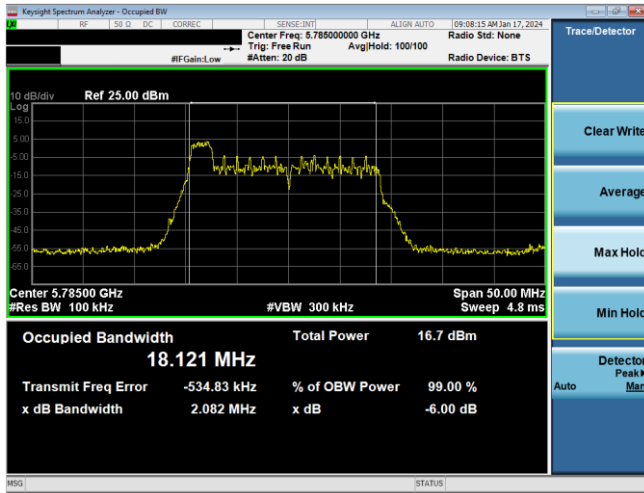 Keysight Spectrum Analyzer - Occupied BW
RF 50 Ω DC CORREC SENSE:INT ALIGN AUTO 09:08:15 AM Jan 17, 2024
Center Freq: 5.785000000 GHz Radio Std: None
Trig: Free Run Avg|Hold: 100/100
#IFGain:Low #Atten: 20 dB Radio Device: BTS
Trace/Detector
10 dB/div Ref 25.00 dBm
Log
15.0
5.00
-5.00
-15.0
-25.0
-35.0
-45.0
-55.0
-65.0
Center 5.78500 GHz Span 50.00 MHz
#Res BW 100 kHz #VBW 300 kHz Sweep 4.8 ms
Occupied Bandwidth Total Power 16.7 dBm
18.121 MHz
Transmit Freq Error -534.83 kHz % of OBW Power 99.00 %
x dB Bandwidth 2.082 MHz x dB -6.00 dB
Clear Write
Average
Max Hold
Min Hold
Detector
Peak
Auto Man
MSG STATUS